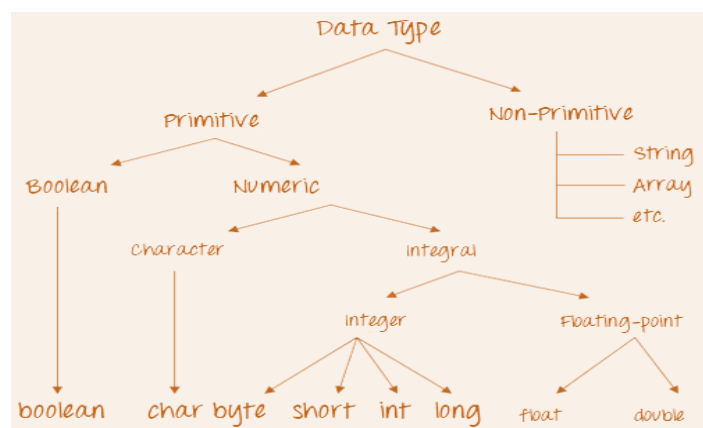 Data Type
Primitive
Non-Primitive
String
Array
etc.
Boolean
Numeric
Character
Integral
Integer
Floating-point
boolean
char
byte
short
int
long
float
double